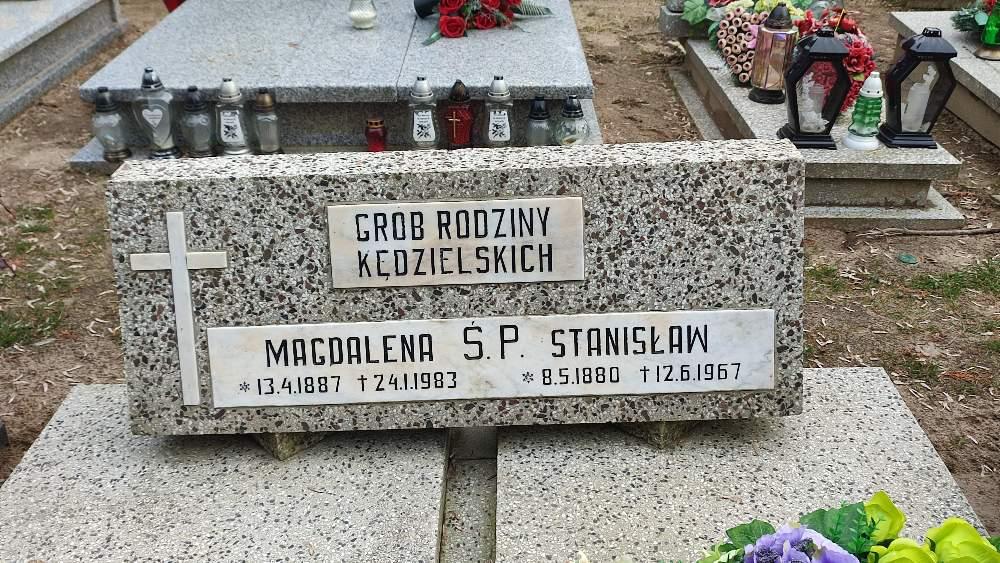 GROB RODZINY
KĘDZIELSKICH
MAGDALENA Ś.P. STANISŁAW
*13.4.1887 †24.1.1983 *8.5.1880 †12.6.1967